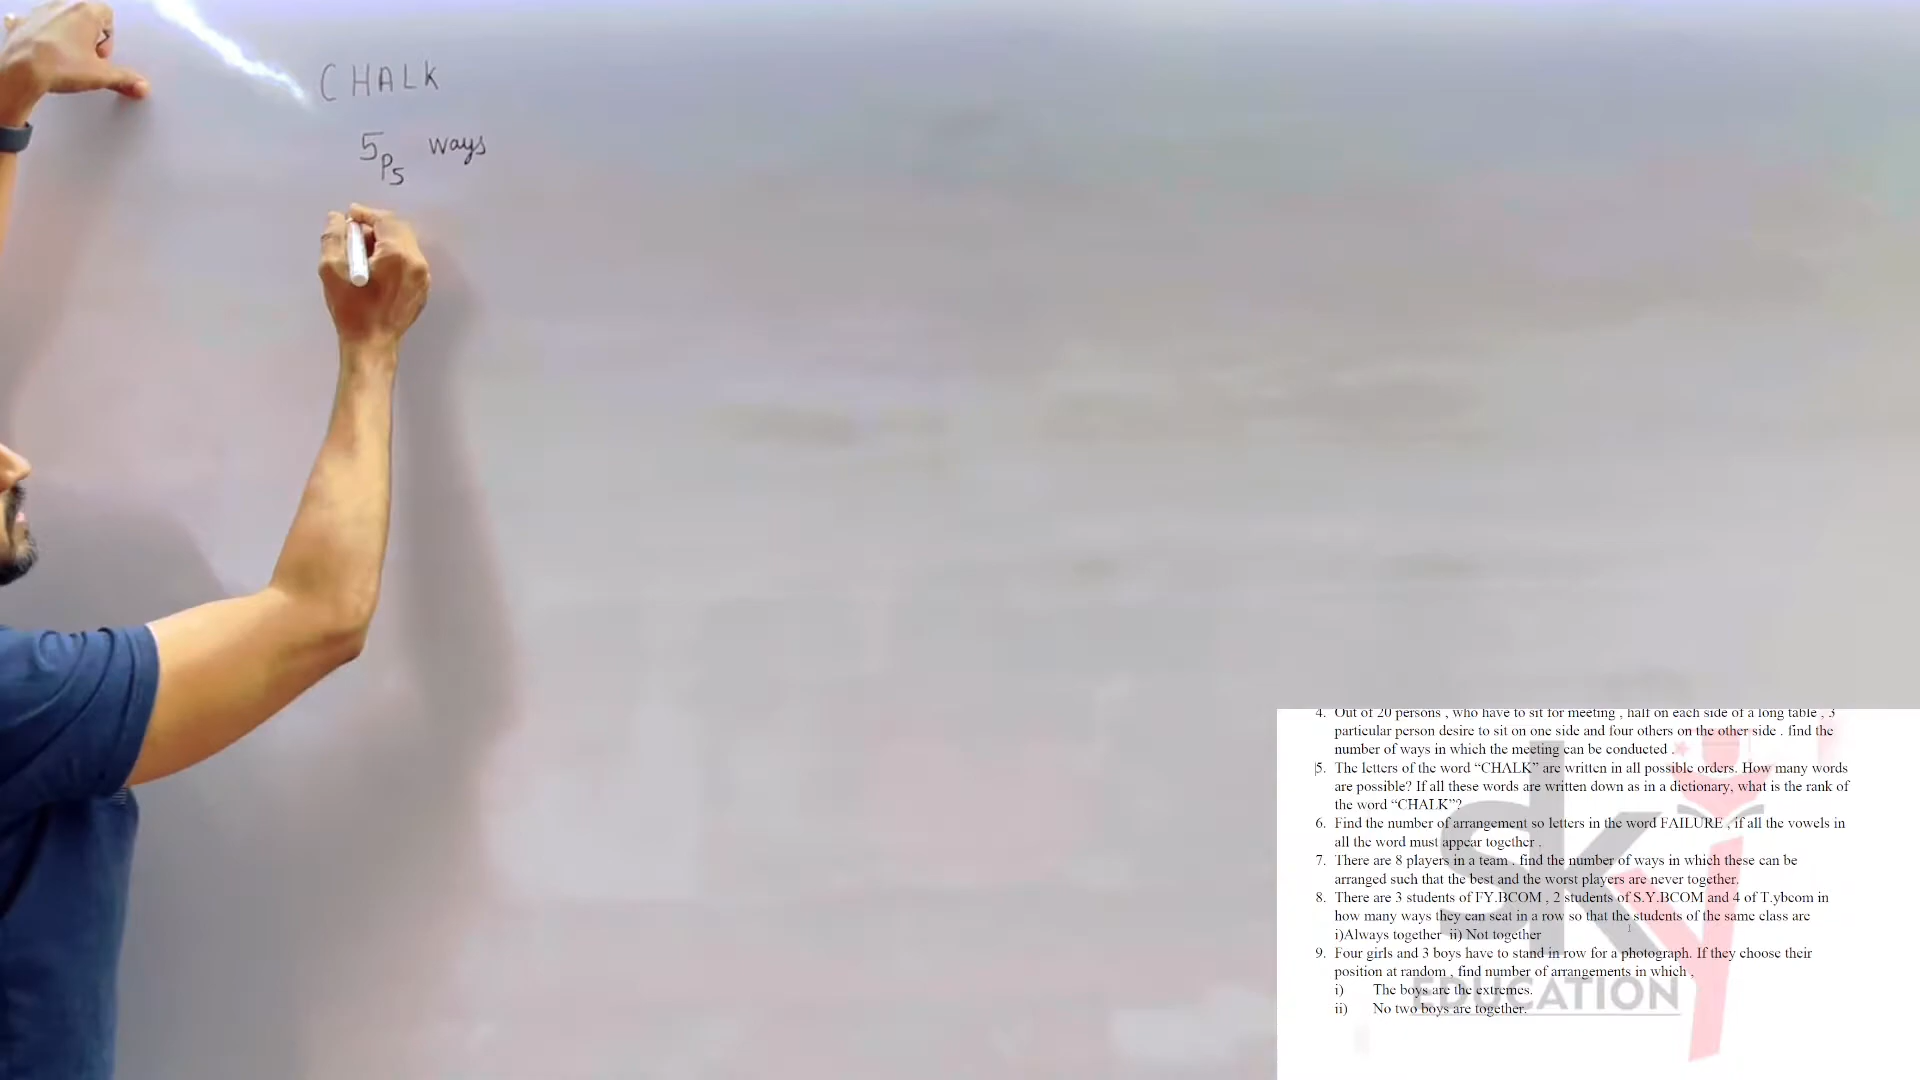 CHALK
5P5 ways
4. Out of 20 persons , who have to sit for meeting , half on each side of a long table , 3
particular person desire to sit on one side and four others on the other side . find the
number of ways in which the meeting can be conducted .
5. The letters of the word “CHALK” are written in all possible orders. How many words
are possible? If all these words are written down as in a dictionary, what is the rank of
the word “CHALK”?
6. Find the number of arrangement so letters in the word FAILURE , if all the vowels in
all the word must appear together .
7. There are 8 players in a team , find the number of ways in which these can be
arranged such that the best and the worst players are never together.
8. There are 3 students of FY.BCOM , 2 students of S.Y.BCOM and 4 of T.ybcom in
how many ways they can seat in a row so that the students of the same class are
i)Always together ii) Not together
9. Four girls and 3 boys have to stand in row for a photograph. If they choose their
position at random , find number of arrangements in which ,
i) The boys are the extremes.
ii) No two boys are together.
sky
EDUCATION